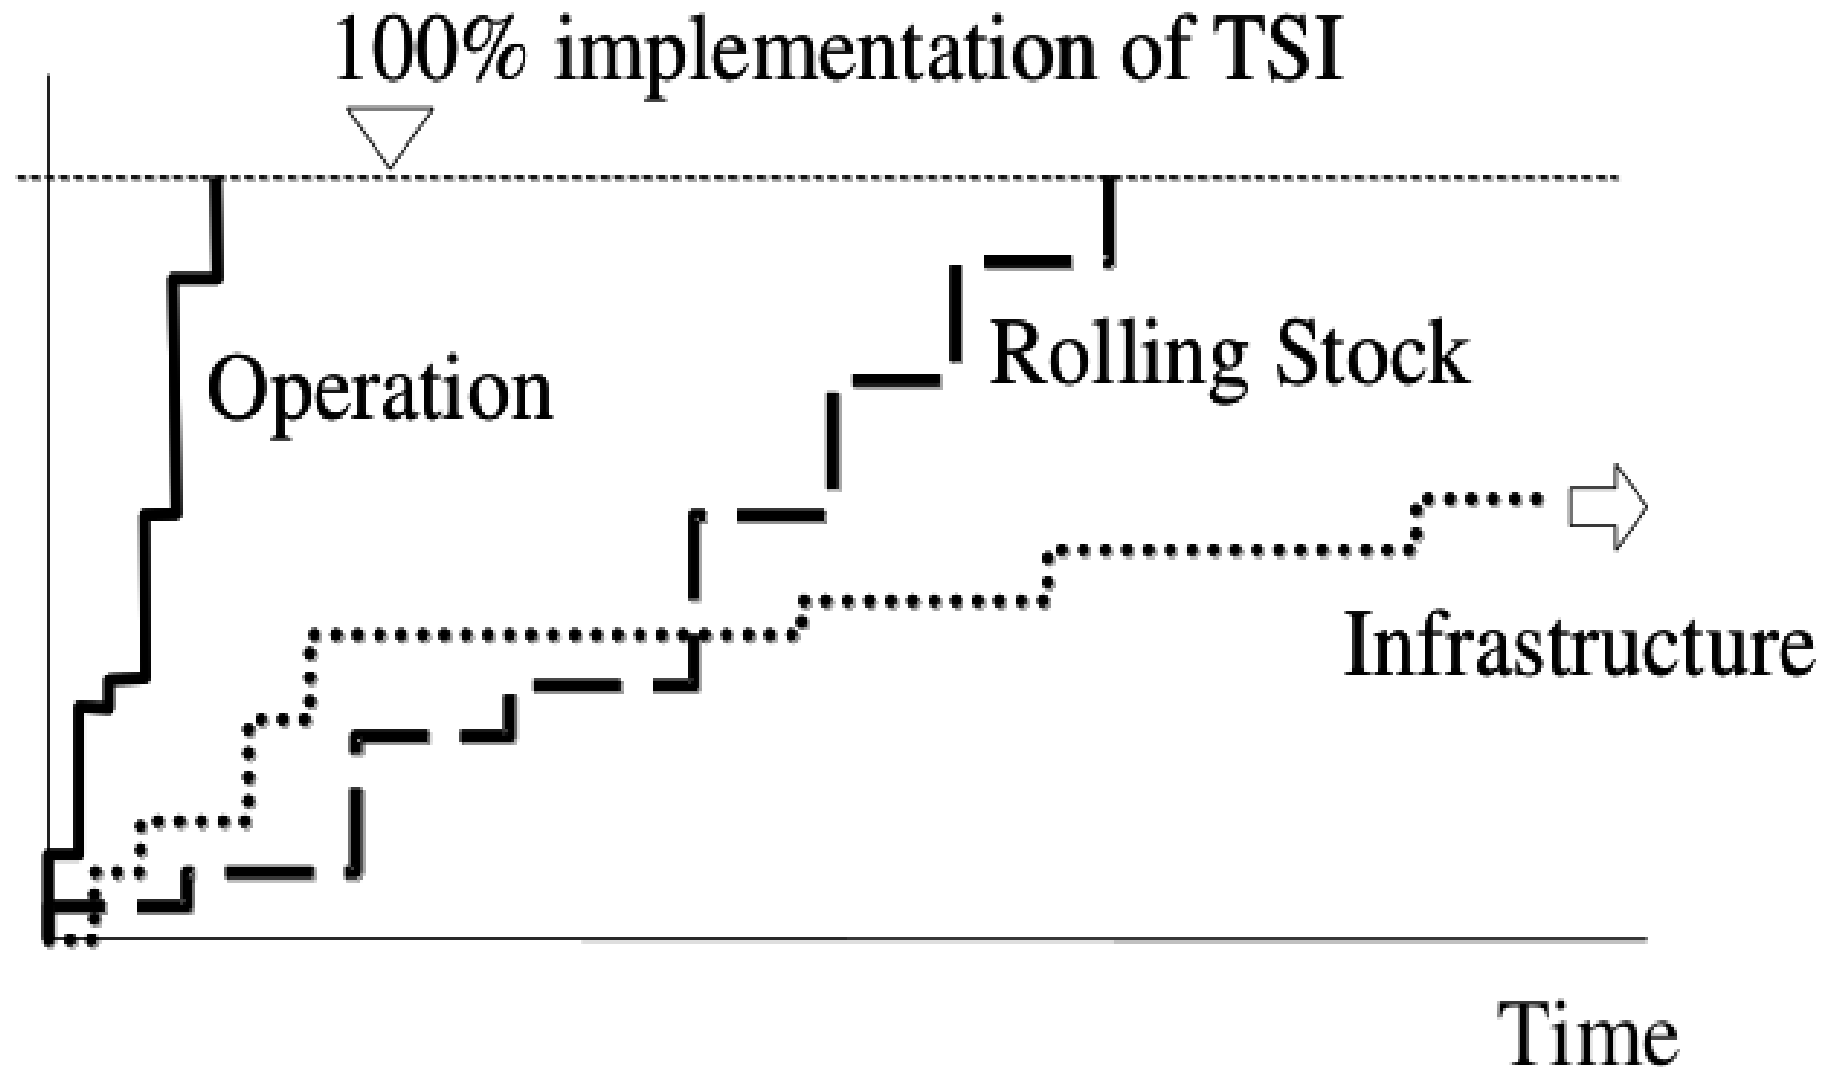 100% implementation of TSI
Operation
Rolling Stock
Infrastructure
Time